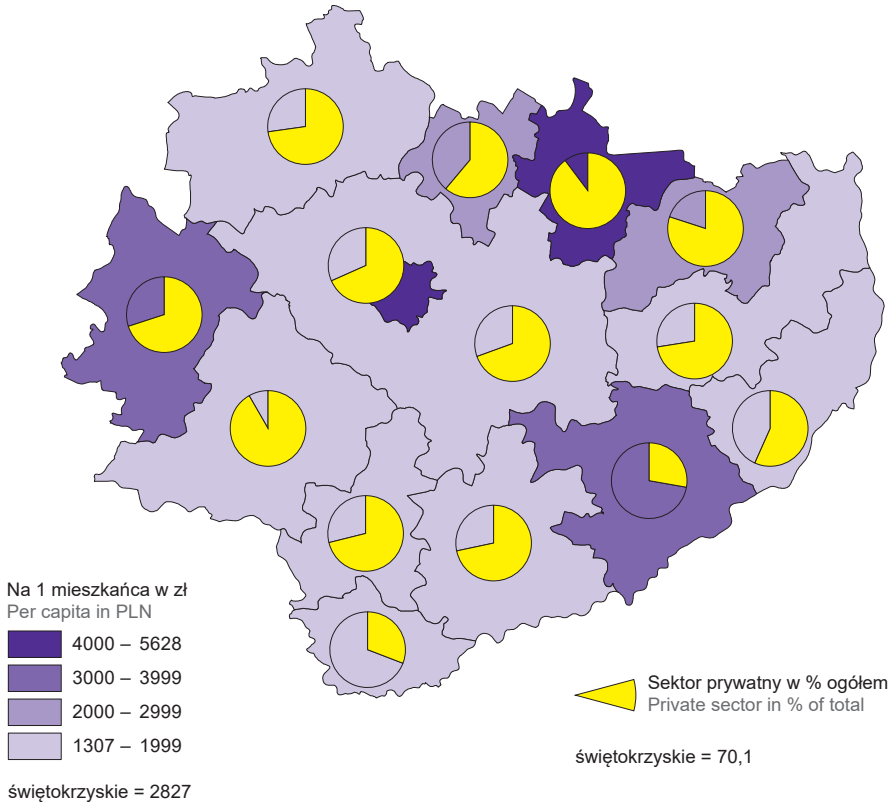 Na 1 mieszkańca w zł
Per capita in PLN
4000 – 5628
3000 – 3999
2000 – 2999
1307 – 1999
świętokrzyskie = 2827
Sektor prywatny w % ogółem
Private sector in % of total
świętokrzyskie = 70,1